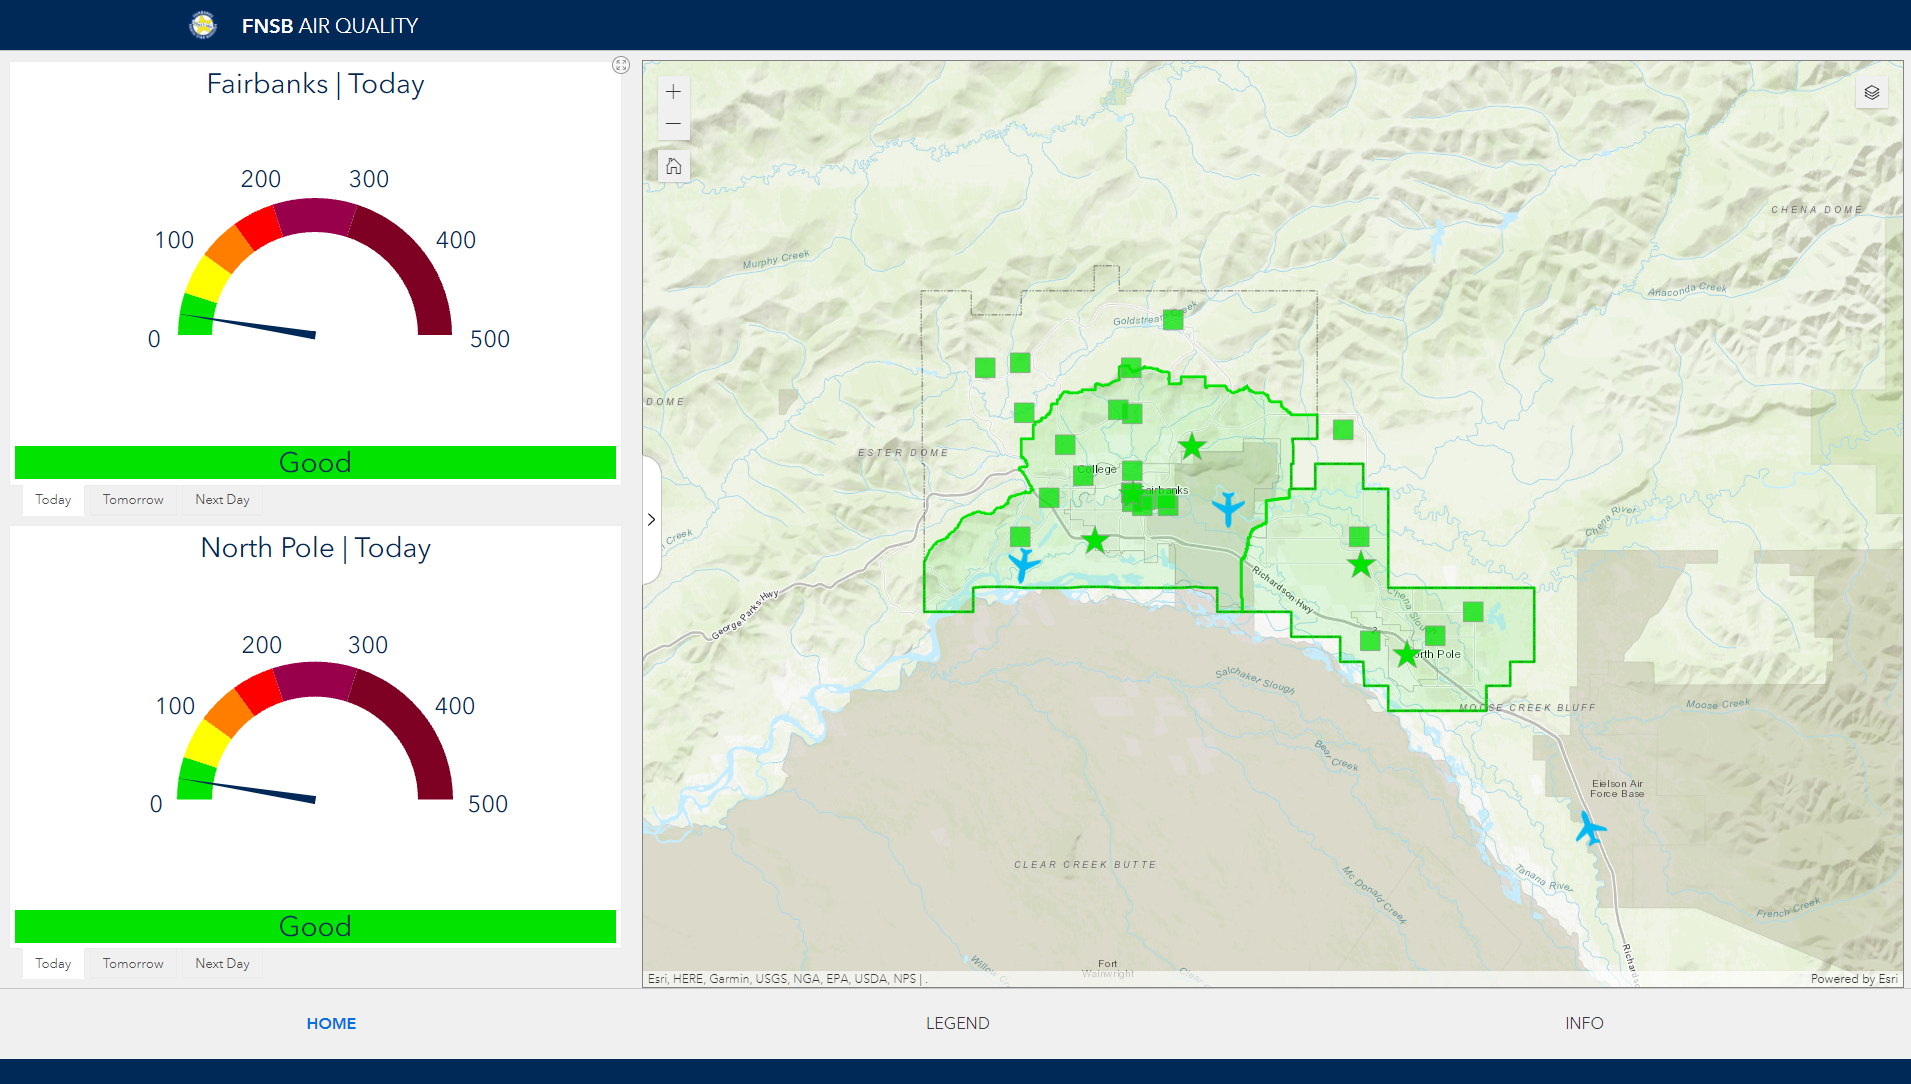 FNSB AIR QUALITY
Fairbanks | Today
0
100
200
300
400
500
Good
Today
Tomorrow
Next Day
North Pole | Today
0
100
200
300
400
500
Good
Today
Tomorrow
Next Day
CHENA DOME
Murphy Creek
Anaconda Creek
Goldstream Creek
DOME
ESTER DOME
College
Fairbanks
Chena River
Creek
Richardson Hwy
George Parks Hwy
Chena Slough
2
North Pole
Salchaket Slough
MOOSE CREEK BLUFF
Moose Creek
Bear Creek
Eielson Air
Force Base
CLEAR CREEK BUTTE
Mc Donald Creek
Tanana River
French Creek
Fort
Wainwright
Esri, HERE, Garmin, USGS, NGA, EPA, USDA, NPS | .
Powered by Esri
HOME
LEGEND
INFO